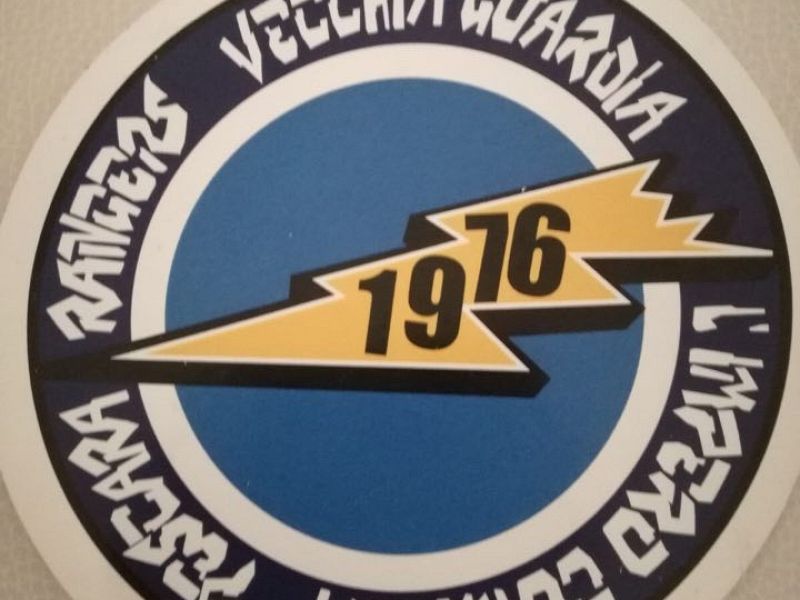 RANGERS VECCHIA GUARDIA
1976
L'IMPERO
PESCARA